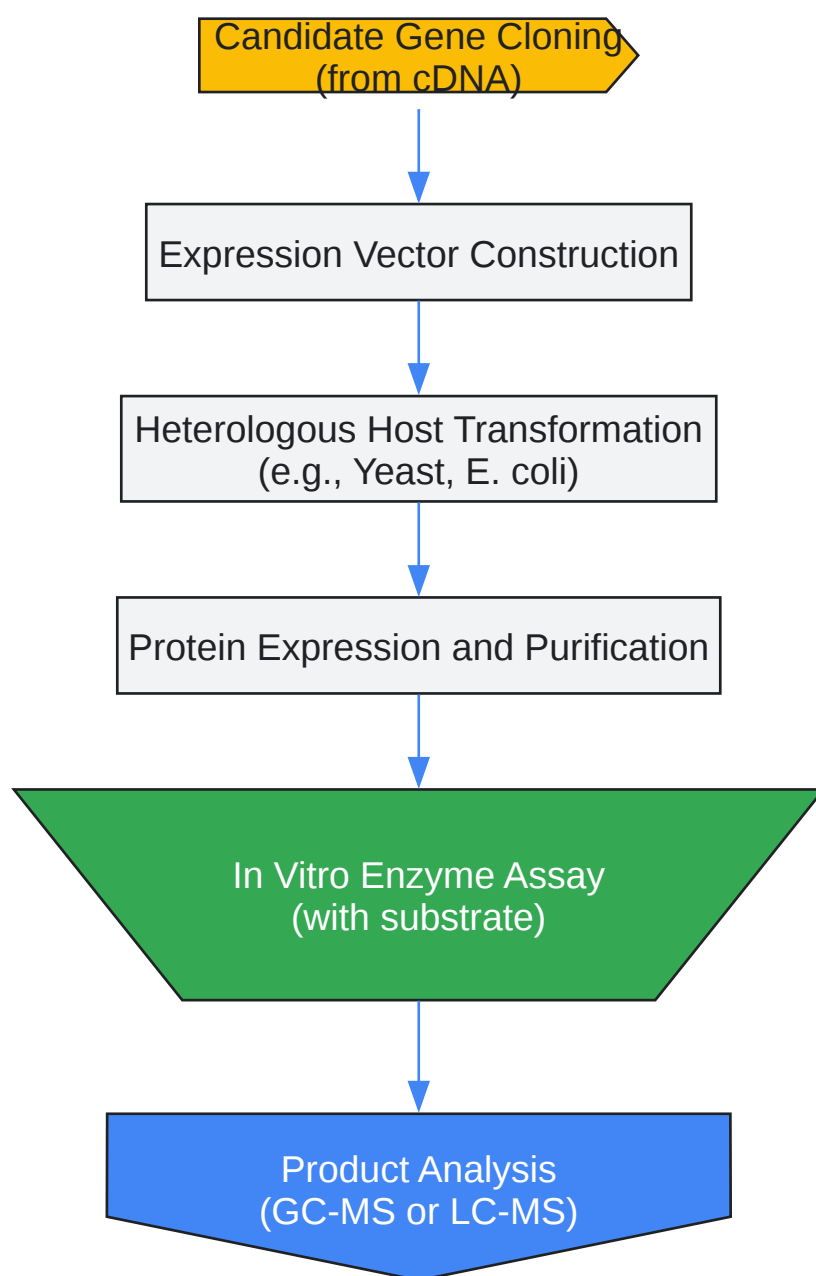 Candidate Gene Cloning
(from cDNA)
Expression Vector Construction
Heterologous Host Transformation
(e.g., Yeast, E. coli)
Protein Expression and Purification
In Vitro Enzyme Assay
(with substrate)
Product Analysis
(GC-MS or LC-MS)